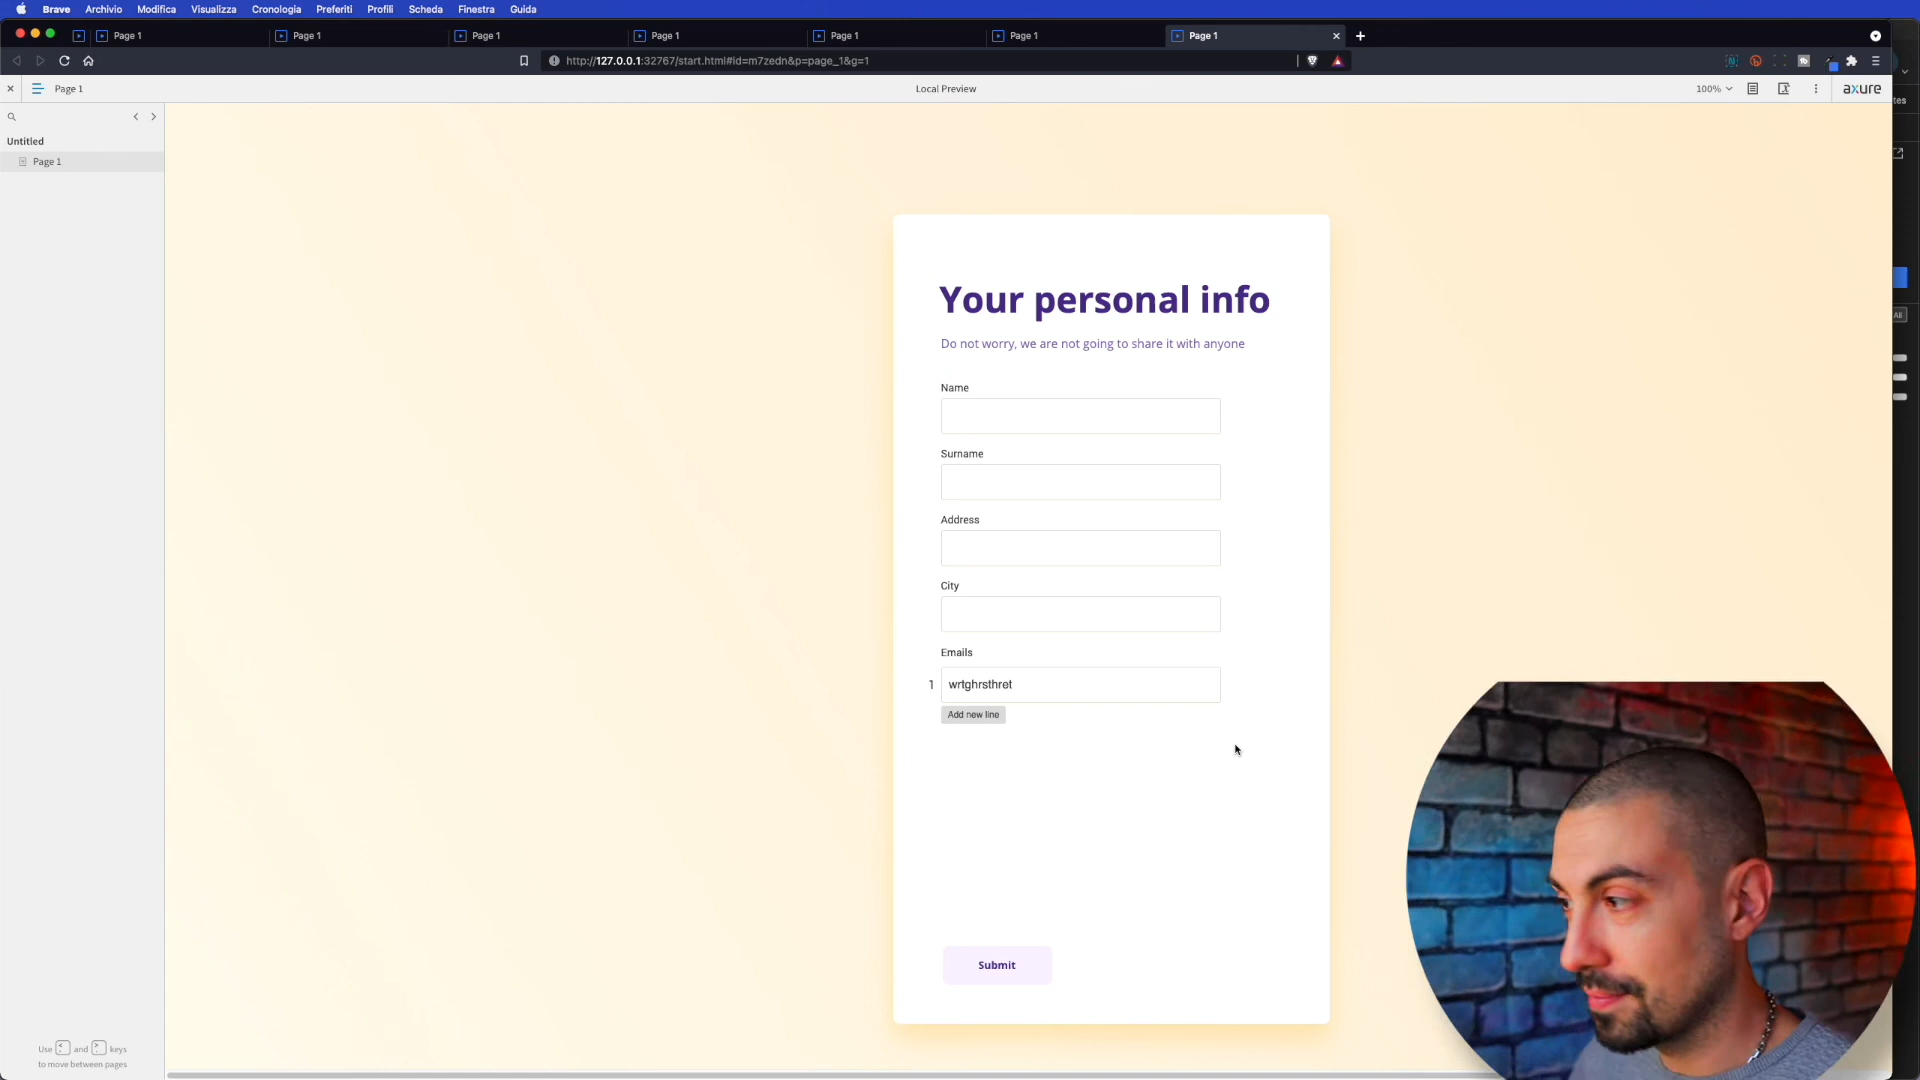 Brave Archivio Modifica Visualizza Cronologia Preferiti Profili Scheda Finestra Guida
Page 1 Page 1 Page 1 Page 1 Page 1 Page 1 Page 1
http://127.0.0.1:32767/start.html#id=m7zedn&p=page_1&g=1
Page 1 Local Preview 100% axure
tes
Untitled
Page 1
All
Your personal info
Do not worry, we are not going to share it with anyone
Name
Surname
Address
City
Emails
1 wrtghrsthret
Add new line
Submit
Use < and > keys
to move between pages